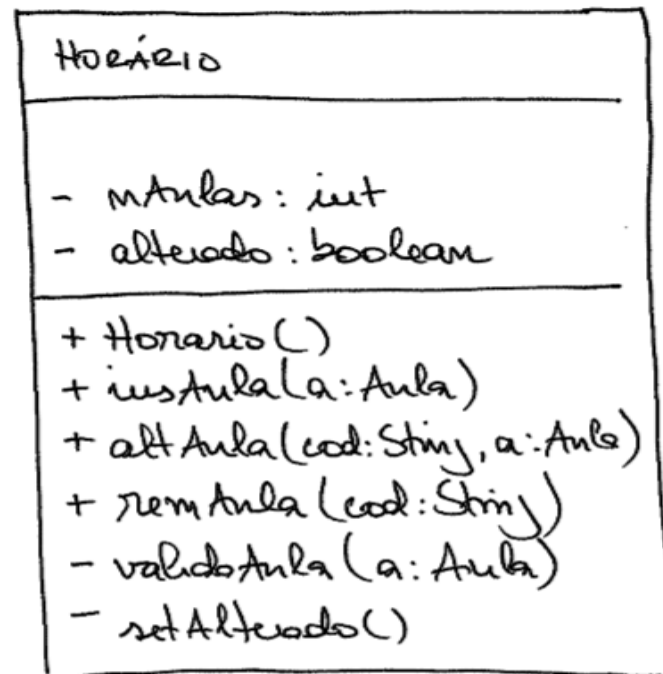 HORÁRIO
- nAulas: int
- alterado: boolean
+ Horario()
+ insAula(a: Aula)
+ altAula(cod: String, a: Aula)
+ remAula(cod: String)
- validaAula(a: Aula)
- setAlterado()